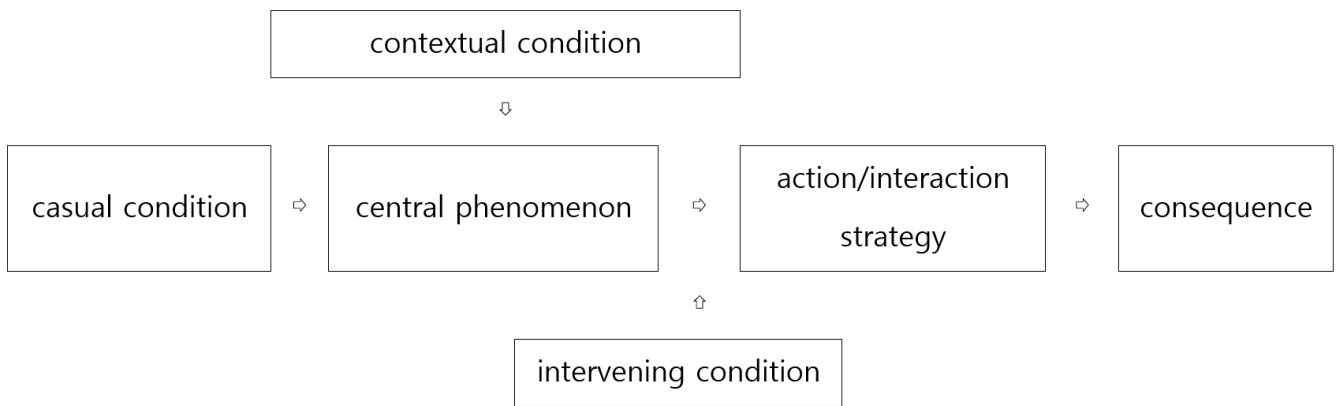 contextual condition
casual condition
central phenomenon
action/interaction
strategy
consequence
intervening condition